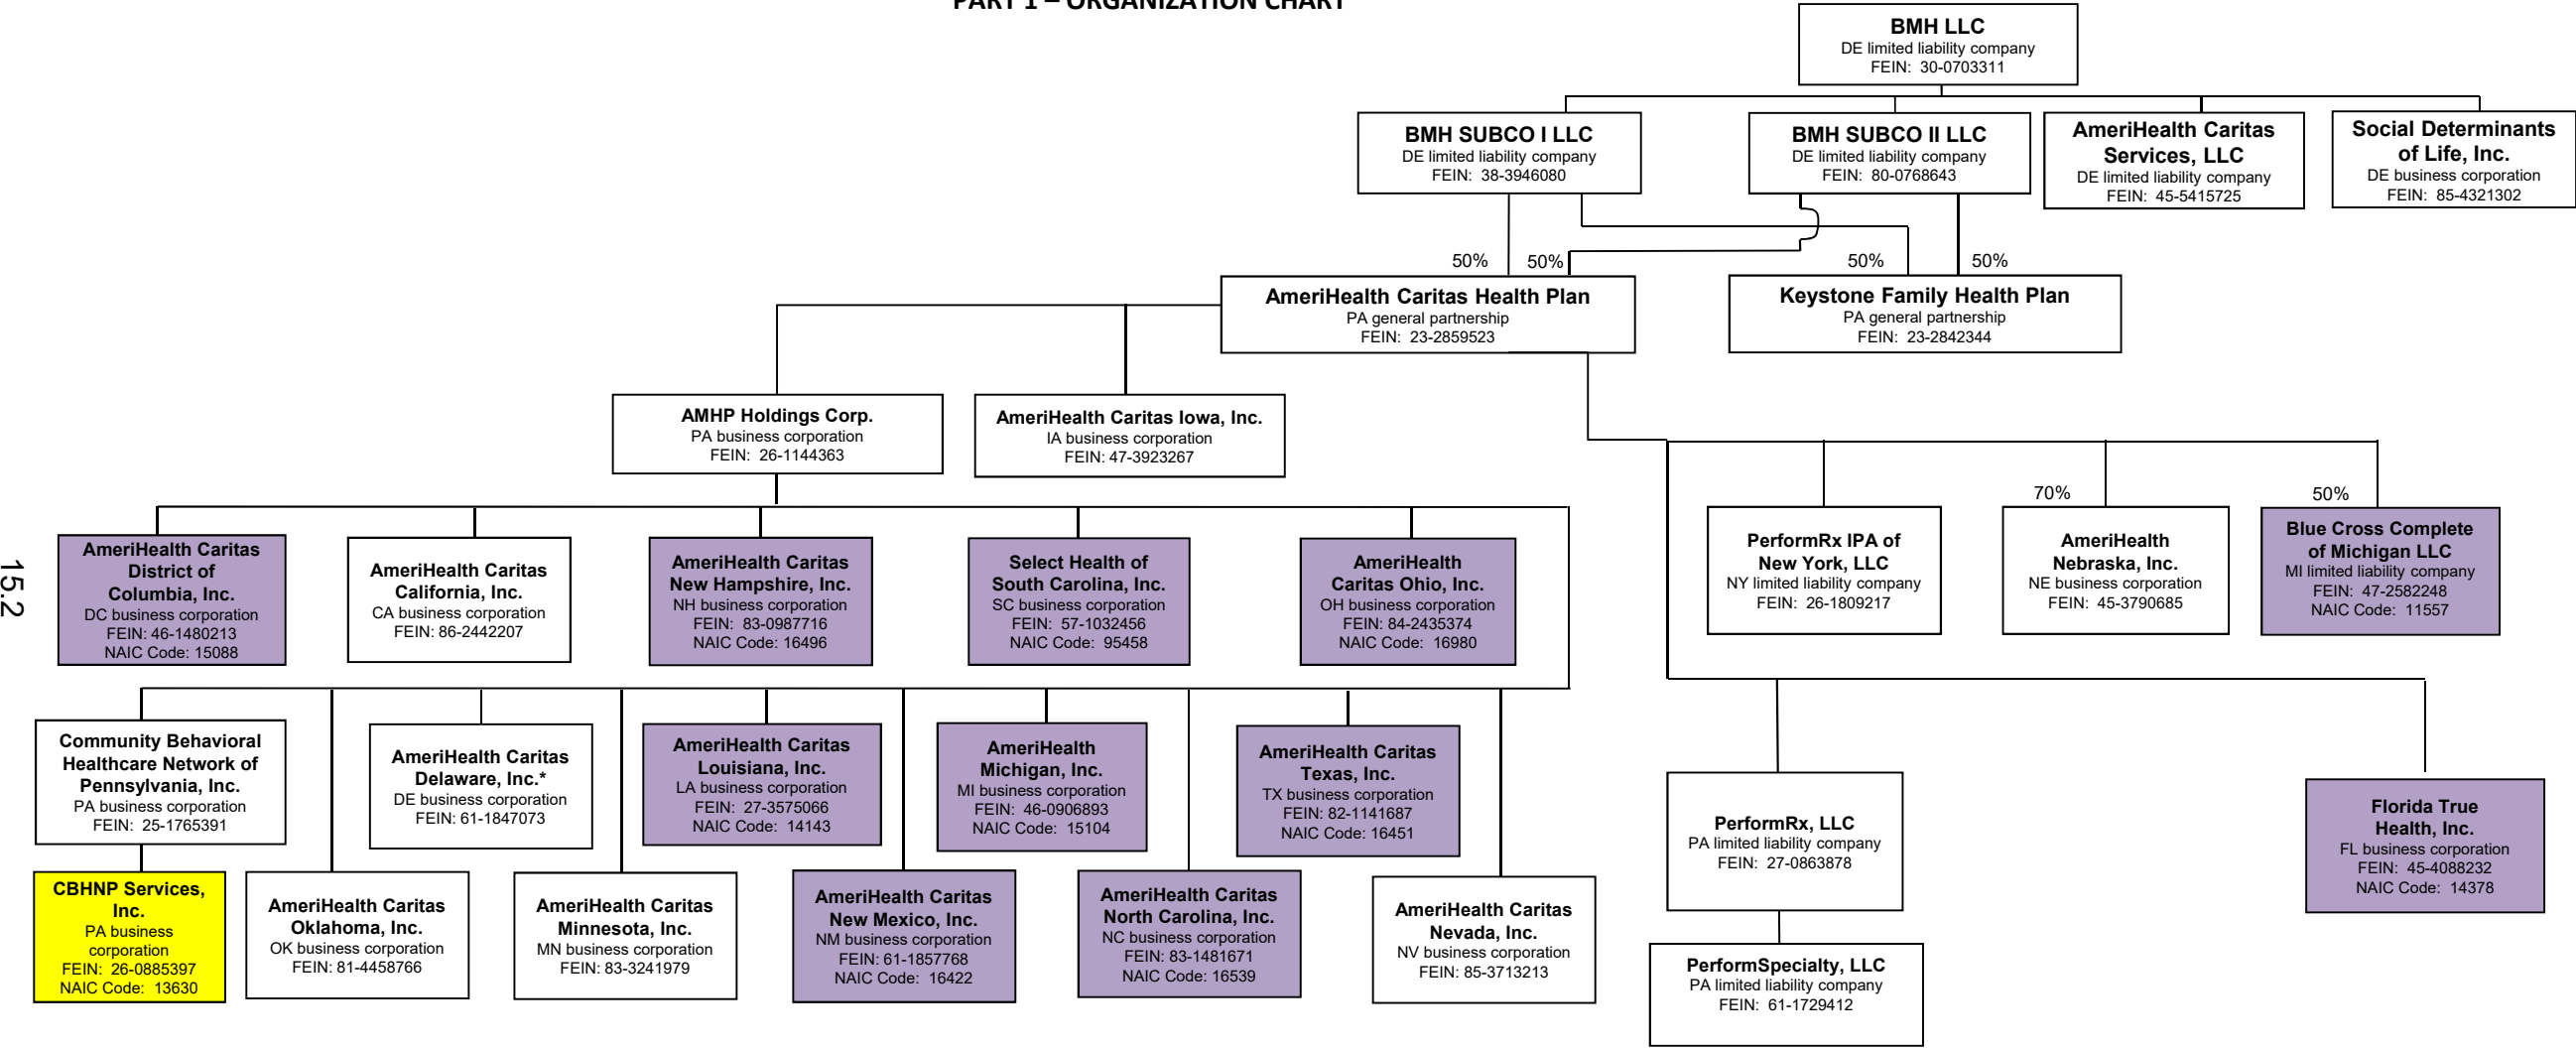 PART 1 – ORGANIZATION CHART
BMH LLC
DE limited liability company
FEIN: 30-0703311
BMH SUBCO I LLC
DE limited liability company
FEIN: 38-3946080
BMH SUBCO II LLC
DE limited liability company
FEIN: 80-0768643
AmeriHealth Caritas
Services, LLC
DE limited liability company
FEIN: 45-5415725
Social Determinants
of Life, Inc.
DE business corporation
FEIN: 85-4321302
50%
50%
50%
50%
AmeriHealth Caritas Health Plan
PA general partnership
FEIN: 23-2859523
Keystone Family Health Plan
PA general partnership
FEIN: 23-2842344
AMHP Holdings Corp.
PA business corporation
FEIN: 26-1144363
AmeriHealth Caritas Iowa, Inc.
IA business corporation
FEIN: 47-3923267
70%
50%
AmeriHealth Caritas
District of
Columbia, Inc.
DC business corporation
FEIN: 46-1480213
NAIC Code: 15088
AmeriHealth Caritas
California, Inc.
CA business corporation
FEIN: 86-2442207
AmeriHealth Caritas
New Hampshire, Inc.
NH business corporation
FEIN: 83-0987716
NAIC Code: 16496
Select Health of
South Carolina, Inc.
SC business corporation
FEIN: 57-1032456
NAIC Code: 95458
AmeriHealth
Caritas Ohio, Inc.
OH business corporation
FEIN: 84-2435374
NAIC Code: 16980
PerformRx IPA of
New York, LLC
NY limited liability company
FEIN: 26-1809217
AmeriHealth
Nebraska, Inc.
NE business corporation
FEIN: 45-3790685
Blue Cross Complete
of Michigan LLC
MI limited liability company
FEIN: 47-2582248
NAIC Code: 11557
15.2
Community Behavioral
Healthcare Network of
Pennsylvania, Inc.
PA business corporation
FEIN: 25-1765391
AmeriHealth Caritas
Delaware, Inc.*
DE business corporation
FEIN: 61-1847073
AmeriHealth Caritas
Louisiana, Inc.
LA business corporation
FEIN: 27-3575066
NAIC Code: 14143
AmeriHealth
Michigan, Inc.
MI business corporation
FEIN: 46-0906893
NAIC Code: 15104
AmeriHealth Caritas
Texas, Inc.
TX business corporation
FEIN: 82-1141687
NAIC Code: 16451
PerformRx, LLC
PA limited liability company
FEIN: 27-0863878
Florida True
Health, Inc.
FL business corporation
FEIN: 45-4088232
NAIC Code: 14378
CBHNP Services,
Inc.
PA business
corporation
FEIN: 26-0885397
NAIC Code: 13630
AmeriHealth Caritas
Oklahoma, Inc.
OK business corporation
FEIN: 81-4458766
AmeriHealth Caritas
Minnesota, Inc.
MN business corporation
FEIN: 83-3241979
AmeriHealth Caritas
New Mexico, Inc.
NM business corporation
FEIN: 61-1857768
NAIC Code: 16422
AmeriHealth Caritas
North Carolina, Inc.
NC business corporation
FEIN: 83-1481671
NAIC Code: 16539
AmeriHealth Caritas
Nevada, Inc.
NV business corporation
FEIN: 85-3713213
PerformSpecialty, LLC
PA limited liability company
FEIN: 61-1729412